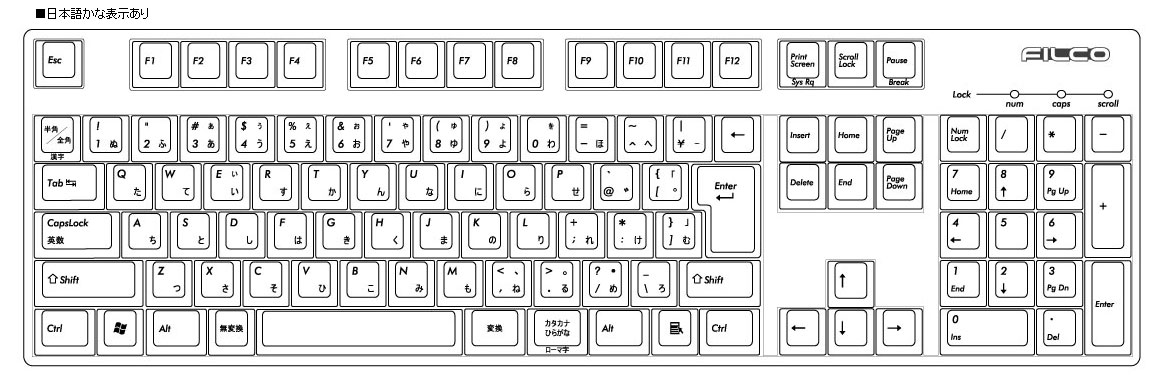 ■日本語かな表示あり
Esc F1 F2 F3 F4 F5 F6 F7 F8 F9 F10 F11 F12 Print Screen Sys Rq Scroll Lock Pause Break
FILCO
Lock num caps scroll
半角/全角 漢字 ! 1 ぬ " 2 ふ # ぁ 3 あ $ ぅ 4 う % ぇ 5 え & ぉ 6 お ' ゃ 7 や ( ゅ 8 ゆ ) ょ 9 よ を 0 わ = - ほ ~ ^ へ | ¥ - ← Insert Home Page Up Num Lock / * −
Tab Q た W て E ぃ い R す T か Y ん U な I に O ら P せ ` @ ゛ { 「 [ ゜ Enter Delete End Page Down 7 Home 8 ↑ 9 Pg Up +
CapsLock 英数 A ち S と D し F は G き H く J ま K の L り + ; れ * : け } 」 ] む 4 ← 5 6 →
⇧Shift Z つ X さ C そ V ひ B こ N み M も < 、 , ね > 。 . る ? ・ / め _ \ ろ ⇧Shift ↑ 1 End 2 ↓ 3 Pg Dn Enter
Ctrl Alt 無変換 変換 カタカナ ひらがな ローマ字 Alt Ctrl ← ↓ → 0 Ins . Del